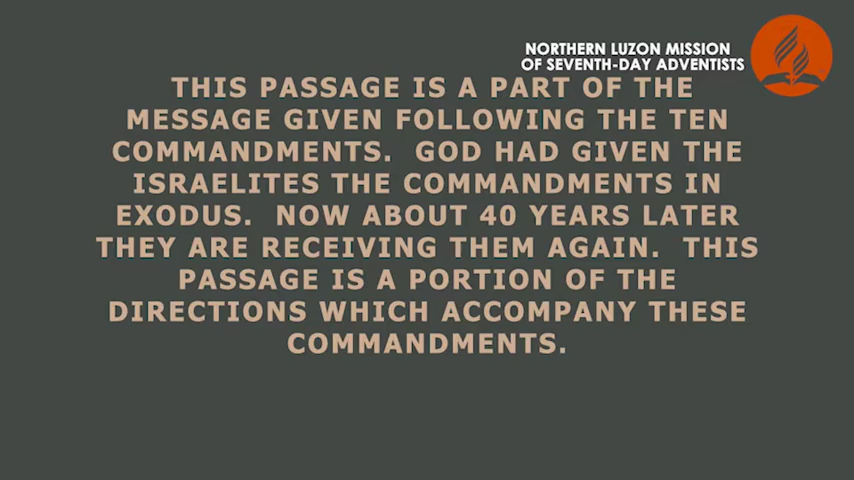 NORTHERN LUZON MISSION
OF SEVENTH-DAY ADVENTISTS
THIS PASSAGE IS A PART OF THE
MESSAGE GIVEN FOLLOWING THE TEN
COMMANDMENTS. GOD HAD GIVEN THE
ISRAELITES THE COMMANDMENTS IN
EXODUS. NOW ABOUT 40 YEARS LATER
THEY ARE RECEIVING THEM AGAIN. THIS
PASSAGE IS A PORTION OF THE
DIRECTIONS WHICH ACCOMPANY THESE
COMMANDMENTS.